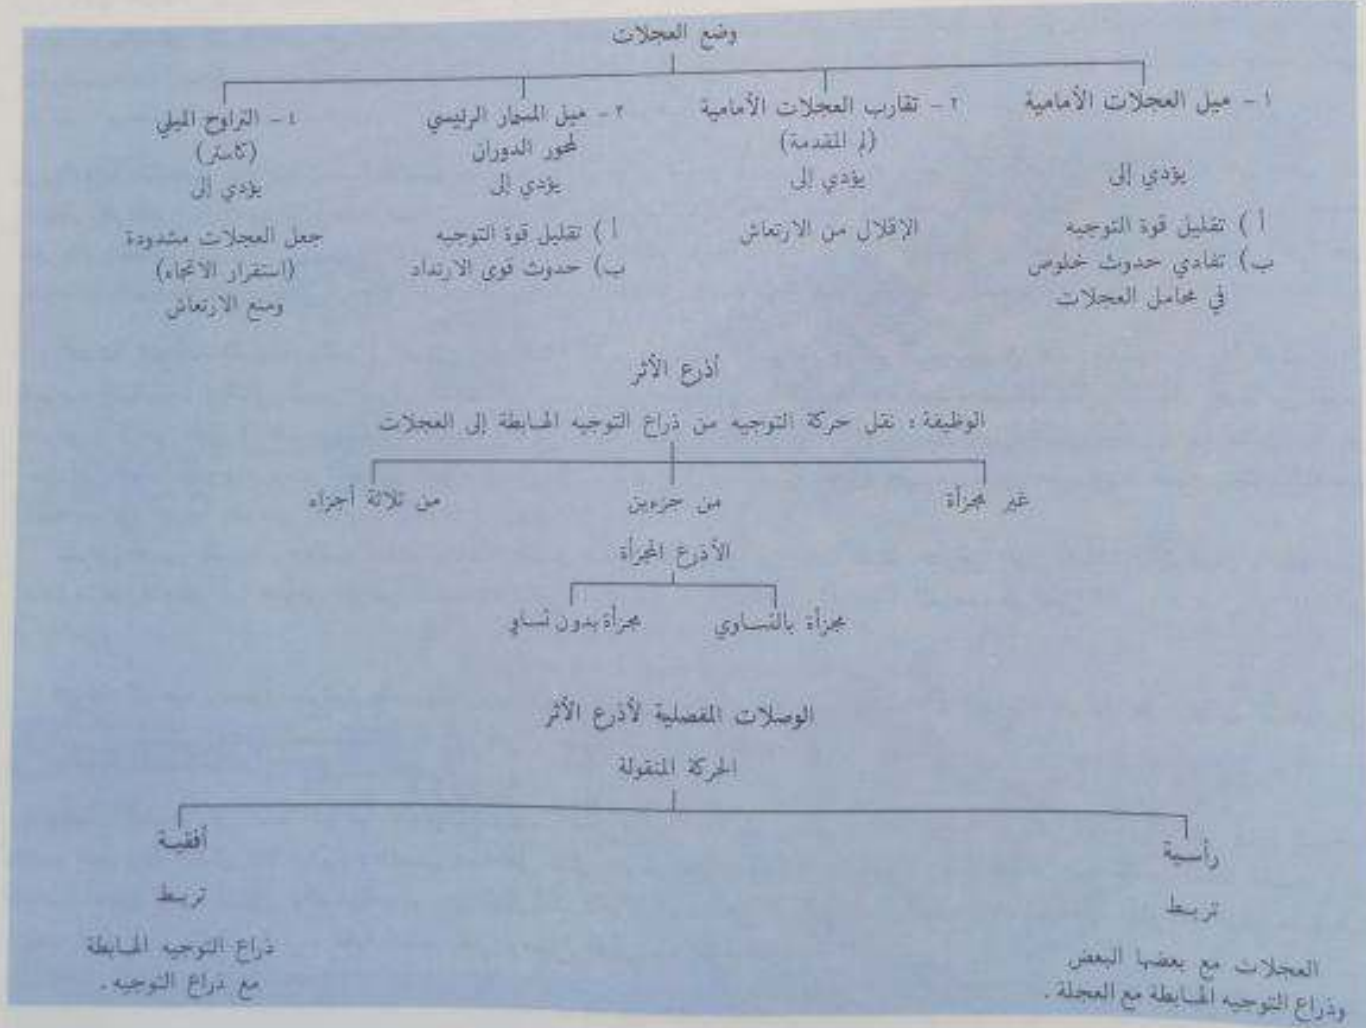 وضع العجلات
١ - ميل العجلات الأمامية
يؤدي إلى
أ ) تقليل قوة التوجيه
ب) تفادي حدوث خلوص
في محامل العجلات
٢ - تقارب العجلات الأمامية
(لم المقدمة)
يؤدي إلى
الإقلال من الارتعاش
٣ - ميل المسمار الرئيسي
لمحور الدوران
يؤدي إلى
أ ) تقليل قوة التوجيه
ب) حدوث قوى الارتداد
٤ - التراوح الميلي
(كاستر)
يؤدي إلى
جعل العجلات مشدودة
(استقرار الاتجاه)
ومنع الارتعاش
أذرع الأثر
الوظيفة : نقل حركة التوجيه من ذراع التوجيه الهابطة إلى العجلات
غير مجزأة
من جزءين
من ثلاثة أجزاء
الأذرع المجزأة
مجزأة بالتساوي
مجزأة بدون تساو
الوصلات المفصلية لأذرع الأثر
الحركة المنقولة
رأسية
تربط
العجلات مع بعضها البعض
وذراع التوجيه الهابطة مع العجلة .
أفقية
تربط
ذراع التوجيه الهابطة
مع ذراع التوجيه .